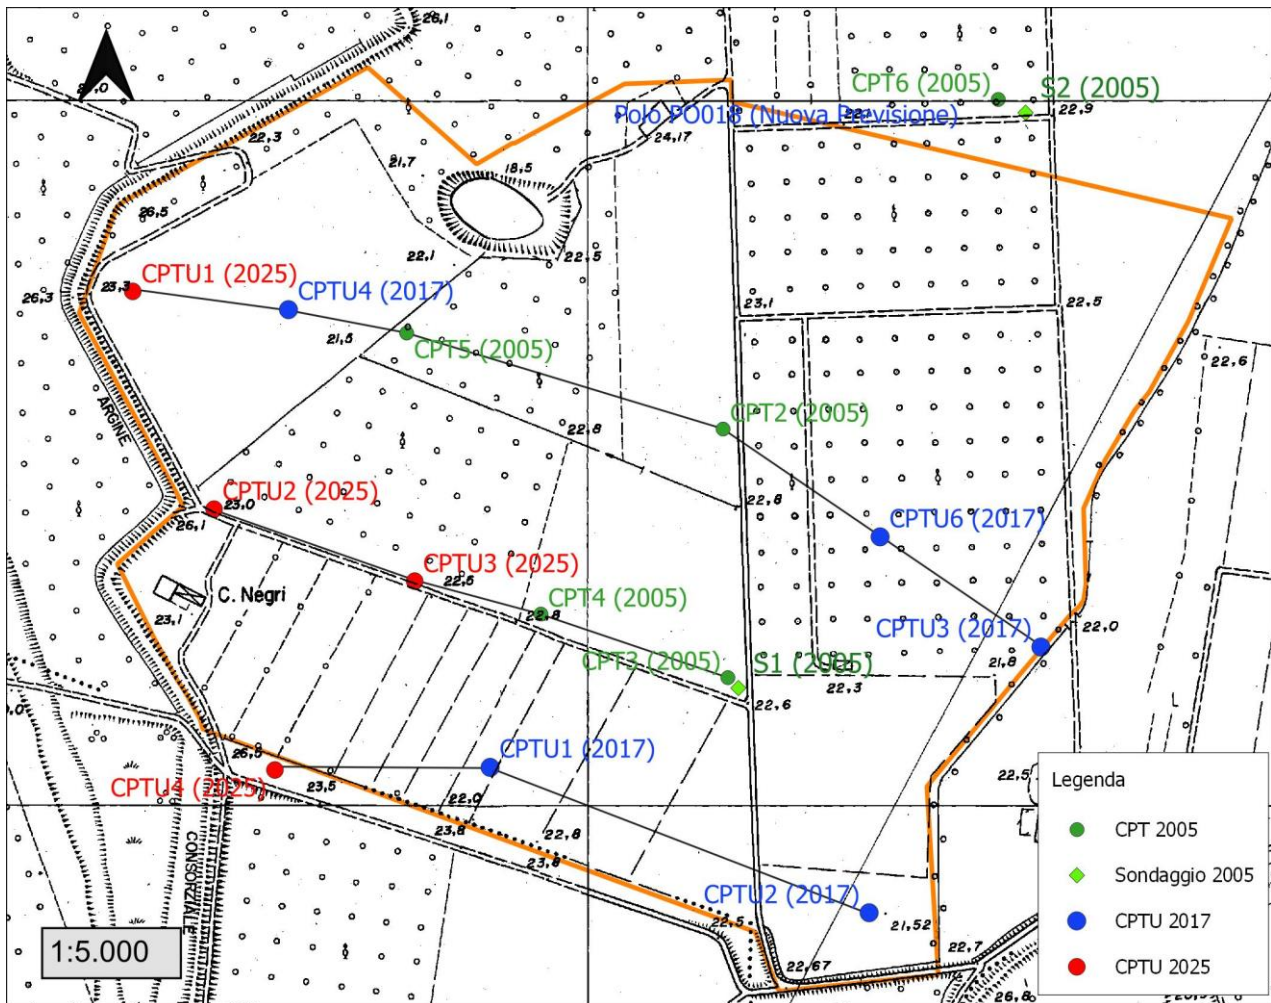 26,1
CPT6 (2005)
S2 (2005)
22,3
Polo PO018 (Nuova Previsione)
22,9
24,17
21,7
18,5
26,5
22,1
22,5
CPTU1 (2025)
23,3
26,3
CPTU4 (2017)
23,1
22,5
21,5
CPT5 (2005)
22,6
ARGINE
CPT2 (2005)
22,8
CPTU2 (2025)
23,0
22,8
26,1
CPTU6 (2017)
CPTU3 (2025)
22,5
C. Negri
CPT4 (2005)
22,8
23,1
CPTU3 (2017)
22,0
CPT3 (2005)
S1 (2005)
21,8
22,3
22,6
26,5
CPTU1 (2017)
CPTU4 (2025)
23,5
22,0
22,5
Legenda
23,8
22,8
CPT 2005
CONSORZIALE
23,8
Sondaggio 2005
CPTU2 (2017)
22,5
21,52
CPTU 2017
1:5.000
22,67
22,7
CPTU 2025
26,8